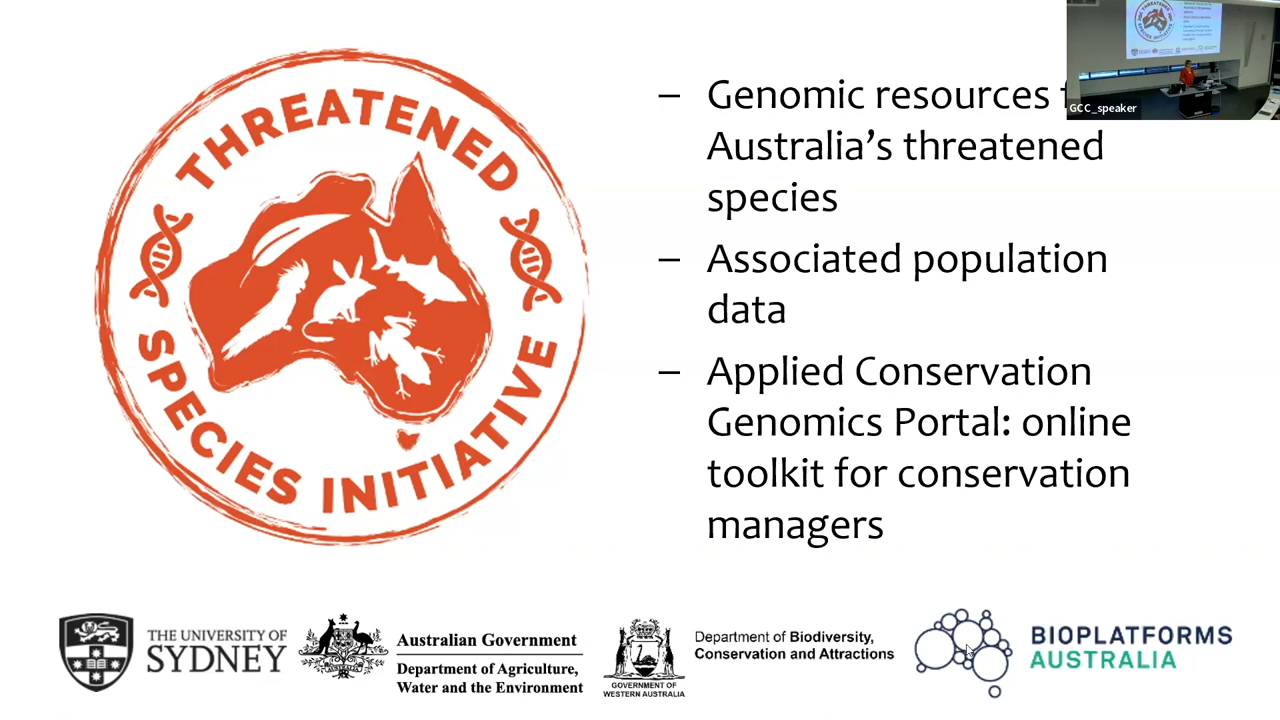 THREATENED
SPECIES INITIATIVE
– Genomic resources
Australia’s threatened
species
– Associated population
data
– Applied Conservation
Genomics Portal: online
toolkit for conservation
managers
GCC_speaker
THE UNIVERSITY OF
SYDNEY
Australian Government
Department of Agriculture,
Water and the Environment
GOVERNMENT OF
WESTERN AUSTRALIA
Department of Biodiversity,
Conservation and Attractions
BIOPLATFORMS
AUSTRALIA